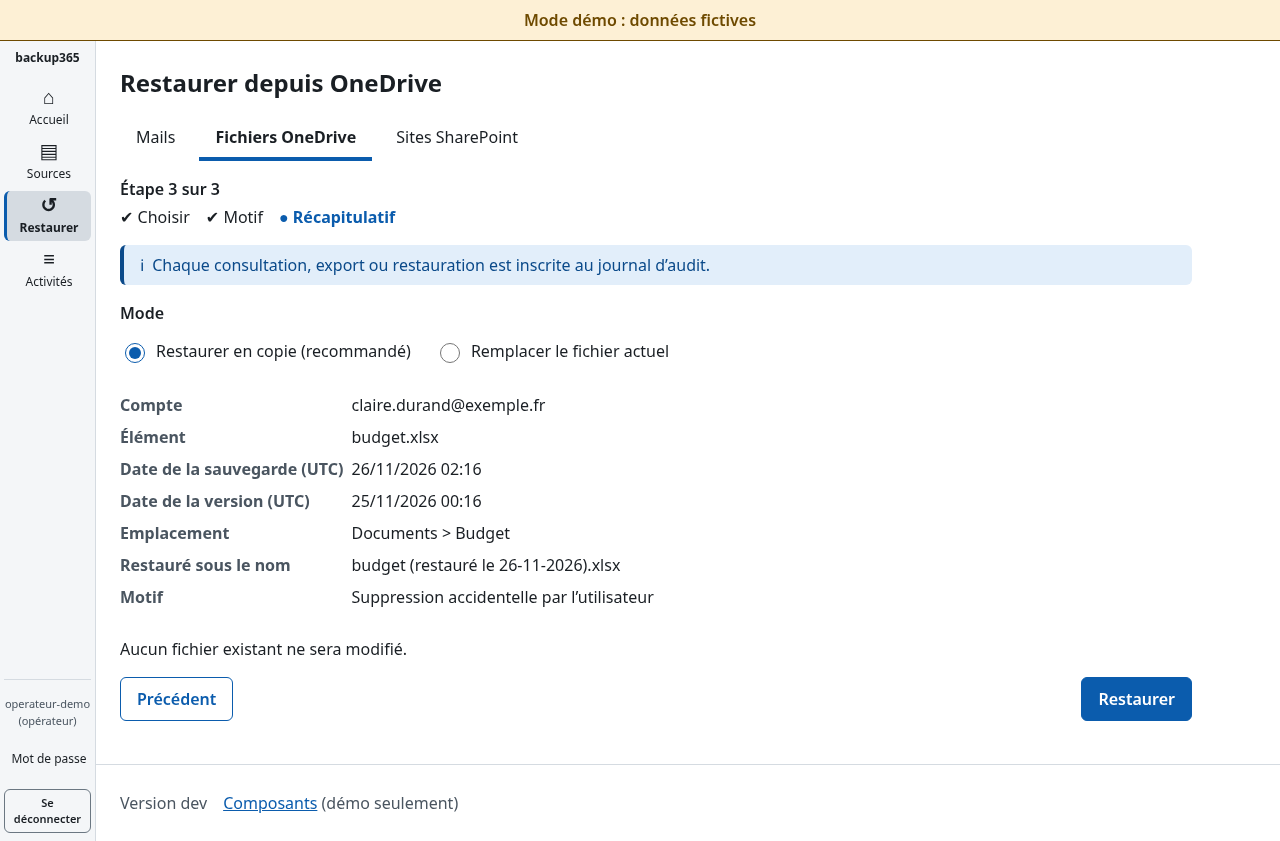 Mode démo : données fictives
backup365
Accueil
Sources
Restaurer
Activités
operateur-demo
(opérateur)
Mot de passe
Se
déconnecter
Restaurer depuis OneDrive
Mails Fichiers OneDrive Sites SharePoint
Étape 3 sur 3
✔ Choisir ✔ Motif ● Récapitulatif
i Chaque consultation, export ou restauration est inscrite au journal d’audit.
Mode
Restaurer en copie (recommandé) Remplacer le fichier actuel
Compte claire.durand@exemple.fr
Élément budget.xlsx
Date de la sauvegarde (UTC) 26/11/2026 02:16
Date de la version (UTC) 25/11/2026 00:16
Emplacement Documents > Budget
Restauré sous le nom budget (restauré le 26-11-2026).xlsx
Motif Suppression accidentelle par l’utilisateur
Aucun fichier existant ne sera modifié.
Précédent Restaurer
Version dev Composants (démo seulement)